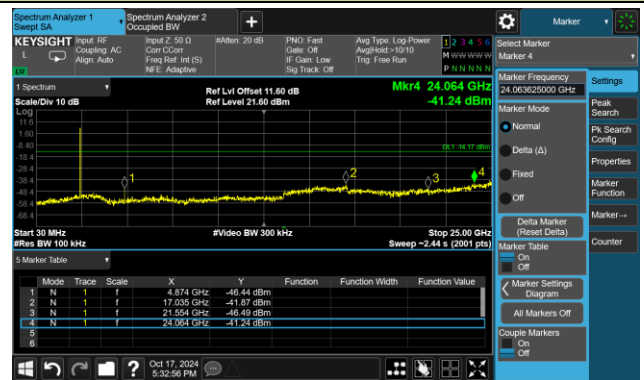 Spectrum Analyzer 1
Swept SA
Spectrum Analyzer 2
Occupied BW
Marker
KEYSIGHT
L
Input: RF
Coupling: AC
Align: Auto
Input Z: 50 Ω
Corr CCorr
Freq Ref: Int (S)
NFE: Adaptive
#Atten: 20 dB
PNO: Fast
Gate: Off
IF Gain: Low
Sig Track: Off
Avg Type: Log-Power
Avg|Hold:>10/10
Trig: Free Run
1 2 3 4 5 6
M W W W W W
P N N N N N
Select Marker
Marker 4
1 Spectrum
Scale/Div 10 dB
Log
Ref Lvl Offset 11.60 dB
Ref Level 21.60 dBm
Mkr4 24.064 GHz
-41.24 dBm
11.6
1.60
-8.40
-18.4
-28.4
-38.4
-48.4
-58.4
-68.4
DL1 -14.17 dBm
1
2
3
4
Start 30 MHz
#Res BW 100 kHz
#Video BW 300 kHz
Stop 25.00 GHz
Sweep ~2.44 s (2001 pts)
5 Marker Table
Mode Trace Scale X Y Function Function Width Function Value
1 N 1 f 4.874 GHz -46.44 dBm
2 N 1 f 17.035 GHz -41.87 dBm
3 N 1 f 21.554 GHz -46.49 dBm
4 N 1 f 24.064 GHz -41.24 dBm
5
6
Marker Frequency
24.063625000 GHz
Marker Mode
Normal
Delta (Δ)
Fixed
Off
Delta Marker
(Reset Delta)
Marker Table
On
Off
Marker Settings
Diagram
All Markers Off
Couple Markers
On
Off
Settings
Peak
Search
Pk Search
Config
Properties
Marker
Function
Marker→
Counter
Oct 17, 2024
5:32:56 PM